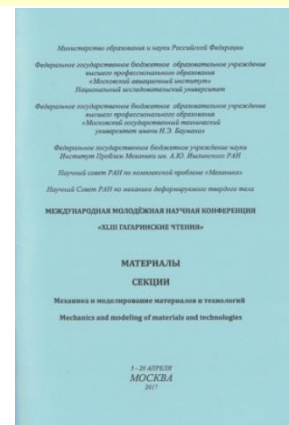 Министерство образования и науки Российской Федерации
Федеральное государственное бюджетное образовательное учреждение
высшего профессионального образования
«Московский авиационный институт»
Национальный исследовательский университет
Федеральное государственное бюджетное образовательное учреждение
высшего профессионального образования
«Московский государственный технический
университет имени Н.Э. Баумана»
Федеральное государственное бюджетное учреждение науки
Институт Проблем Механики им. А.Ю. Ишлинского РАН
Научный совет РАН по комплексной проблеме «Механика»
Научный Совет РАН по механике деформируемого твердого тела
МЕЖДУНАРОДНАЯ МОЛОДЁЖНАЯ НАУЧНАЯ КОНФЕРЕНЦИЯ
«XLIII ГАГАРИНСКИЕ ЧТЕНИЯ»
МАТЕРИАЛЫ
СЕКЦИИ
Механика и моделирование материалов и технологий
Mechanics and modeling of materials and technologies
5 - 20 АПРЕЛЯ
МОСКВА
2017